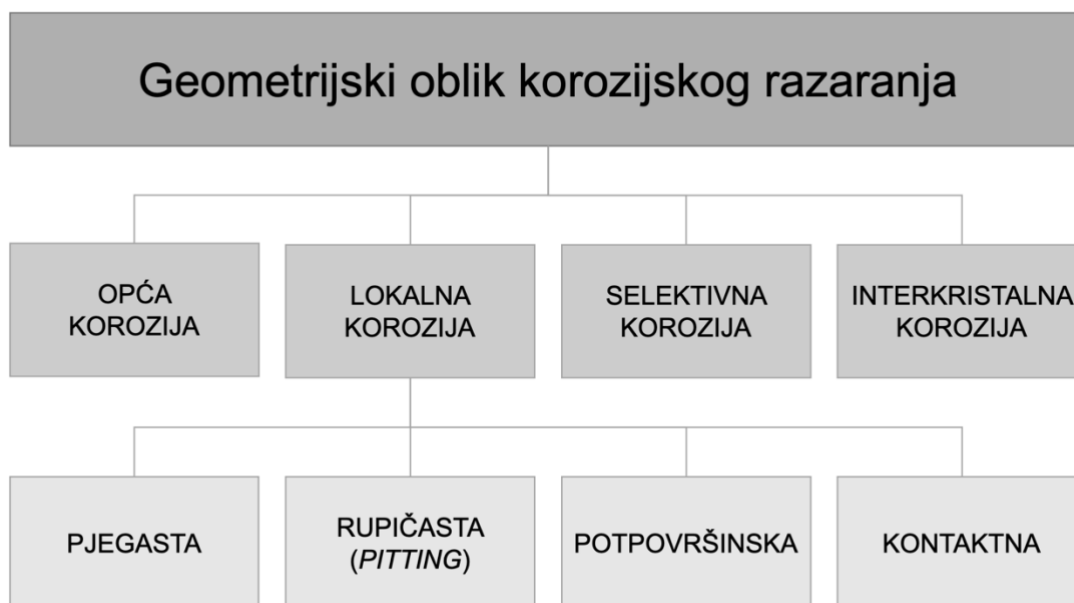 Geometrijski oblik korozijskog razaranja
OPĆA
KOROZIJA
LOKALNA
KOROZIJA
SELEKTIVNA
KOROZIJA
INTERKRISTALNA
KOROZIJA
PJEGASTA
RUPIČASTA
(PITTING)
POTPOVRŠINSKA
KONTAKTNA